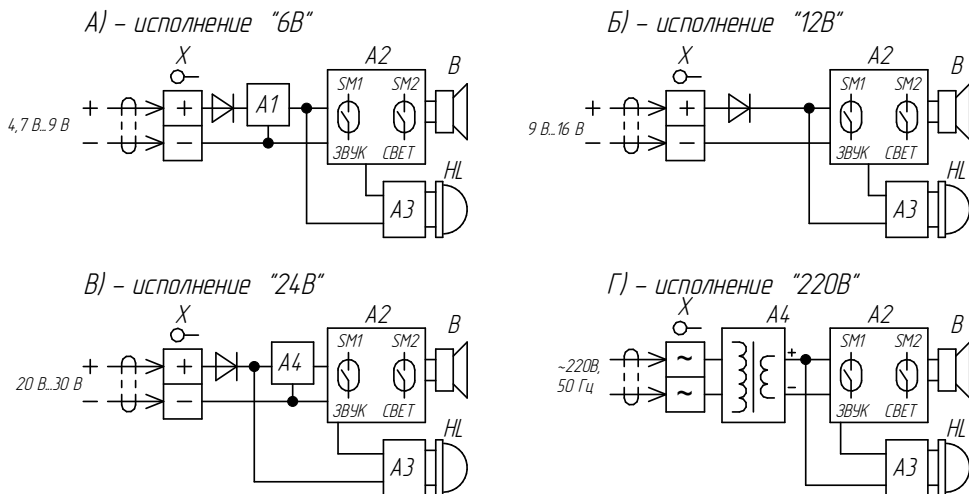 А) - исполнение "6В"
X
A2
SM1 SM2
B
+
4,7 В...9 В
-
+
-
A1
ЗВУК СВЕТ
HL
A3
Б) - исполнение "12В"
X
A2
SM1 SM2
B
+
9 В...16 В
-
+
-
ЗВУК СВЕТ
HL
A3
В) - исполнение "24В"
X
A2
SM1 SM2
B
+
20 В...30 В
-
+
-
A4
ЗВУК СВЕТ
HL
A3
Г) - исполнение "220В"
X
A4
A2
SM1 SM2
B
~220В,
50 Гц
~
~
+
-
ЗВУК СВЕТ
HL
A3